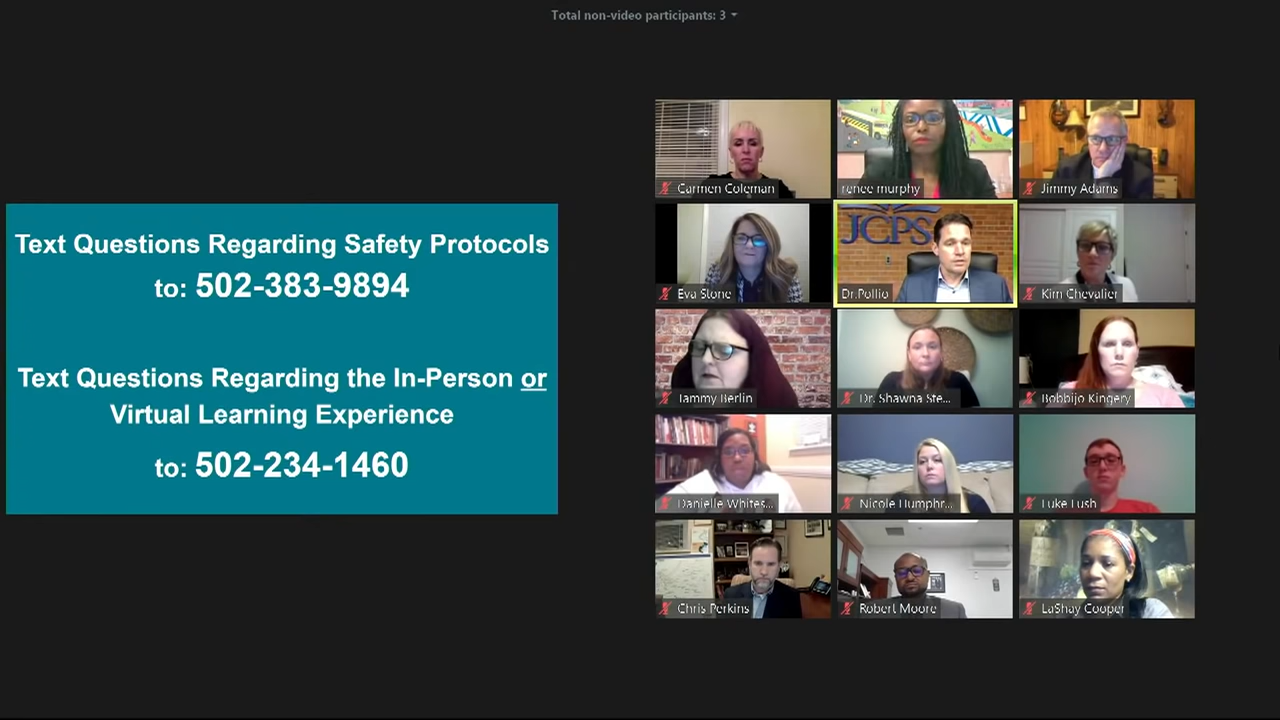 Total non-video participants: 3
Text Questions Regarding Safety Protocols
to: 502-383-9894
Text Questions Regarding the In-Person or
Virtual Learning Experience
to: 502-234-1460
Carmen Coleman
renee murphy
Jimmy Adams
Eva Stone
JCPS
Dr.Pollio
Kim Chevalier
Tammy Berlin
Dr. Shawna Ste...
Bobbijo Kingery
Danielle Whites...
Nicole Humphr...
Luke Lush
Chris Perkins
Robert Moore
LaShay Cooper